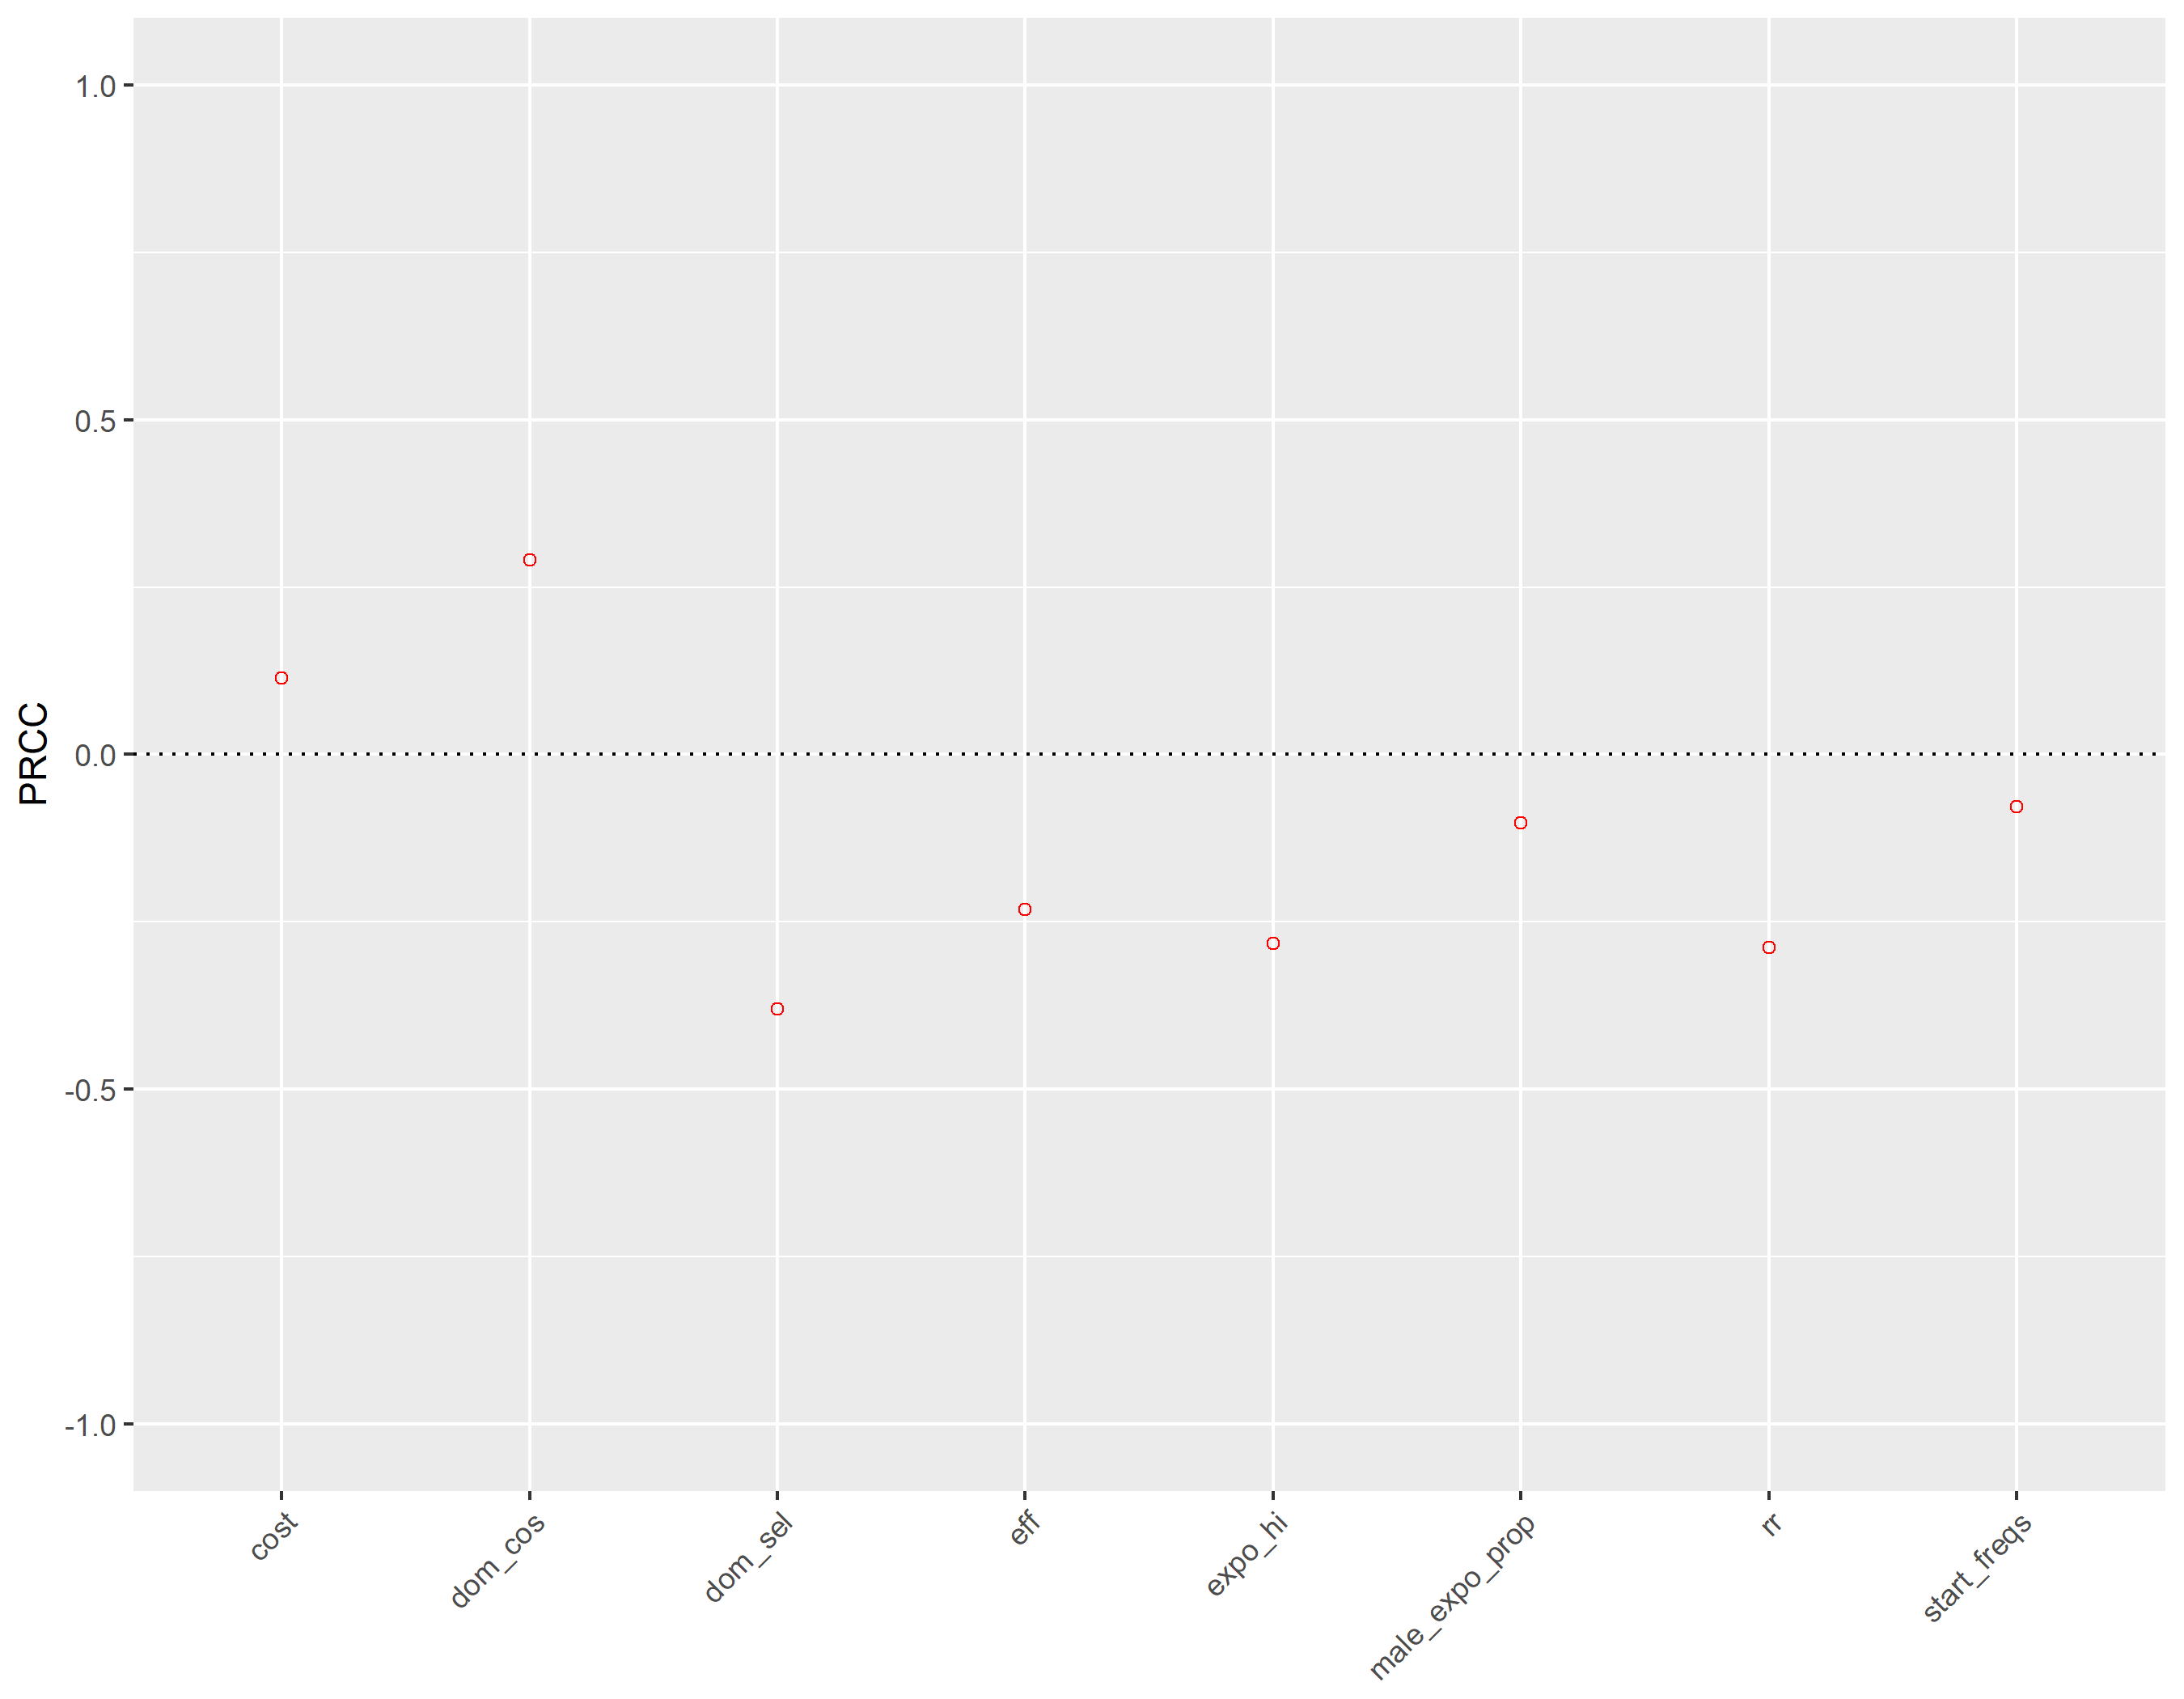 PRCC
1.0
0.5
0.0
-0.5
-1.0
cost
dom_cos
dom_sel
eff
expo_hi
male_expo_prop
rr
start_freqs